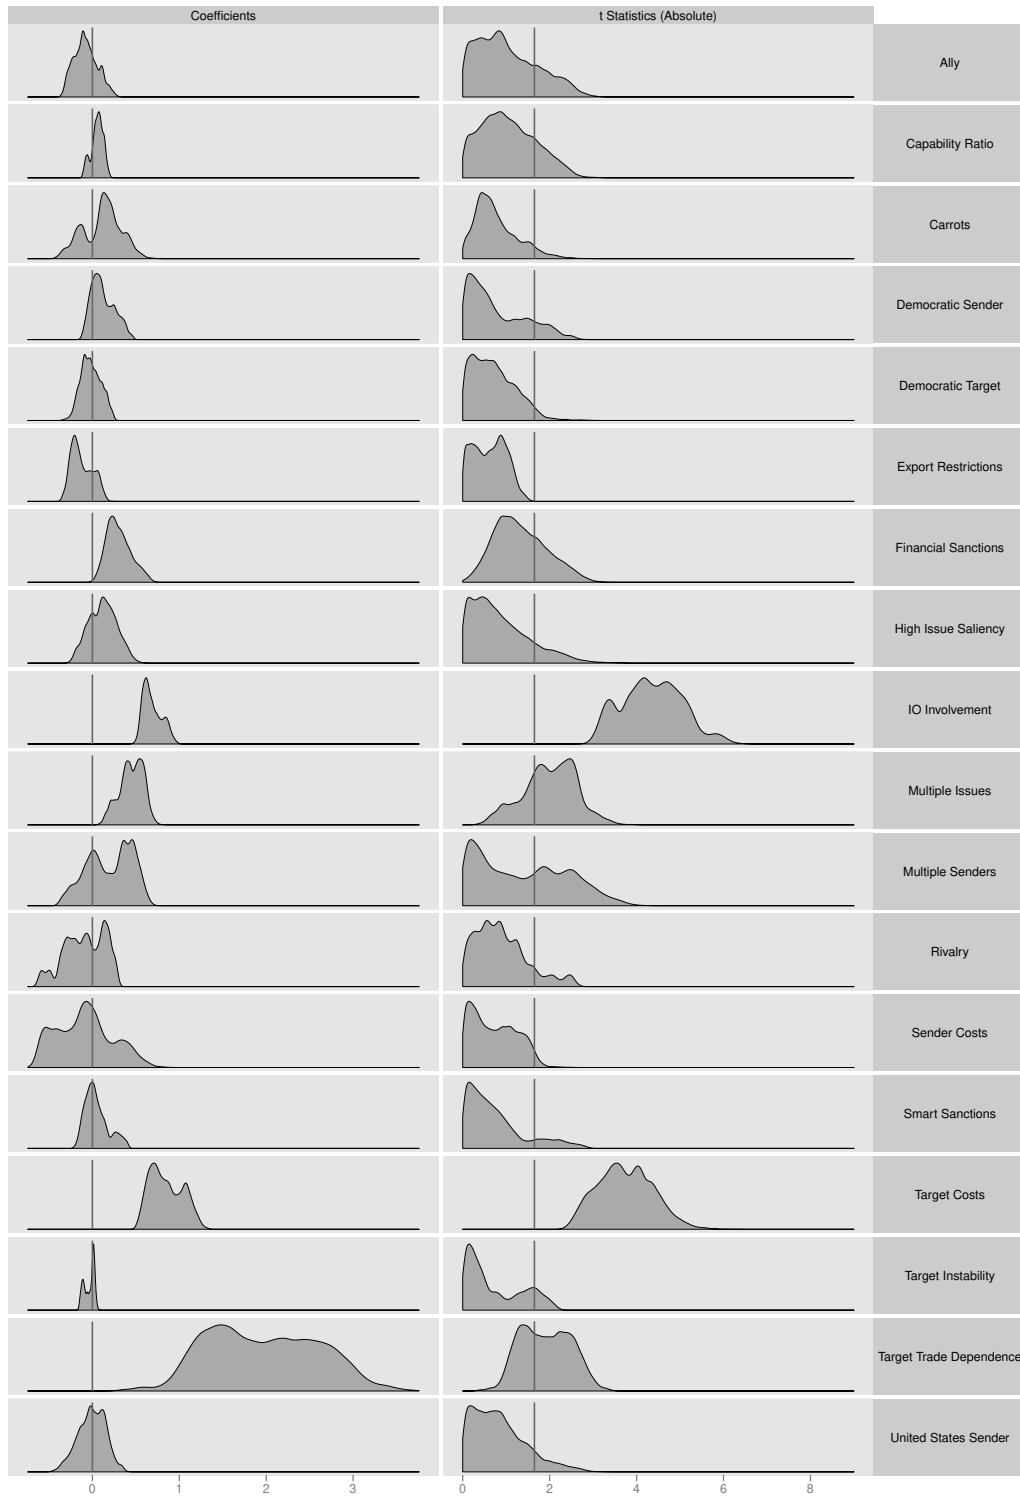 Coefficients
t Statistics (Absolute)
Ally
Capability Ratio
Carrots
Democratic Sender
Democratic Target
Export Restrictions
Financial Sanctions
High Issue Saliency
IO Involvement
Multiple Issues
Multiple Senders
Rivalry
Sender Costs
Smart Sanctions
Target Costs
Target Instability
Target Trade Dependence
United States Sender
0 1 2 3
0 2 4 6 8